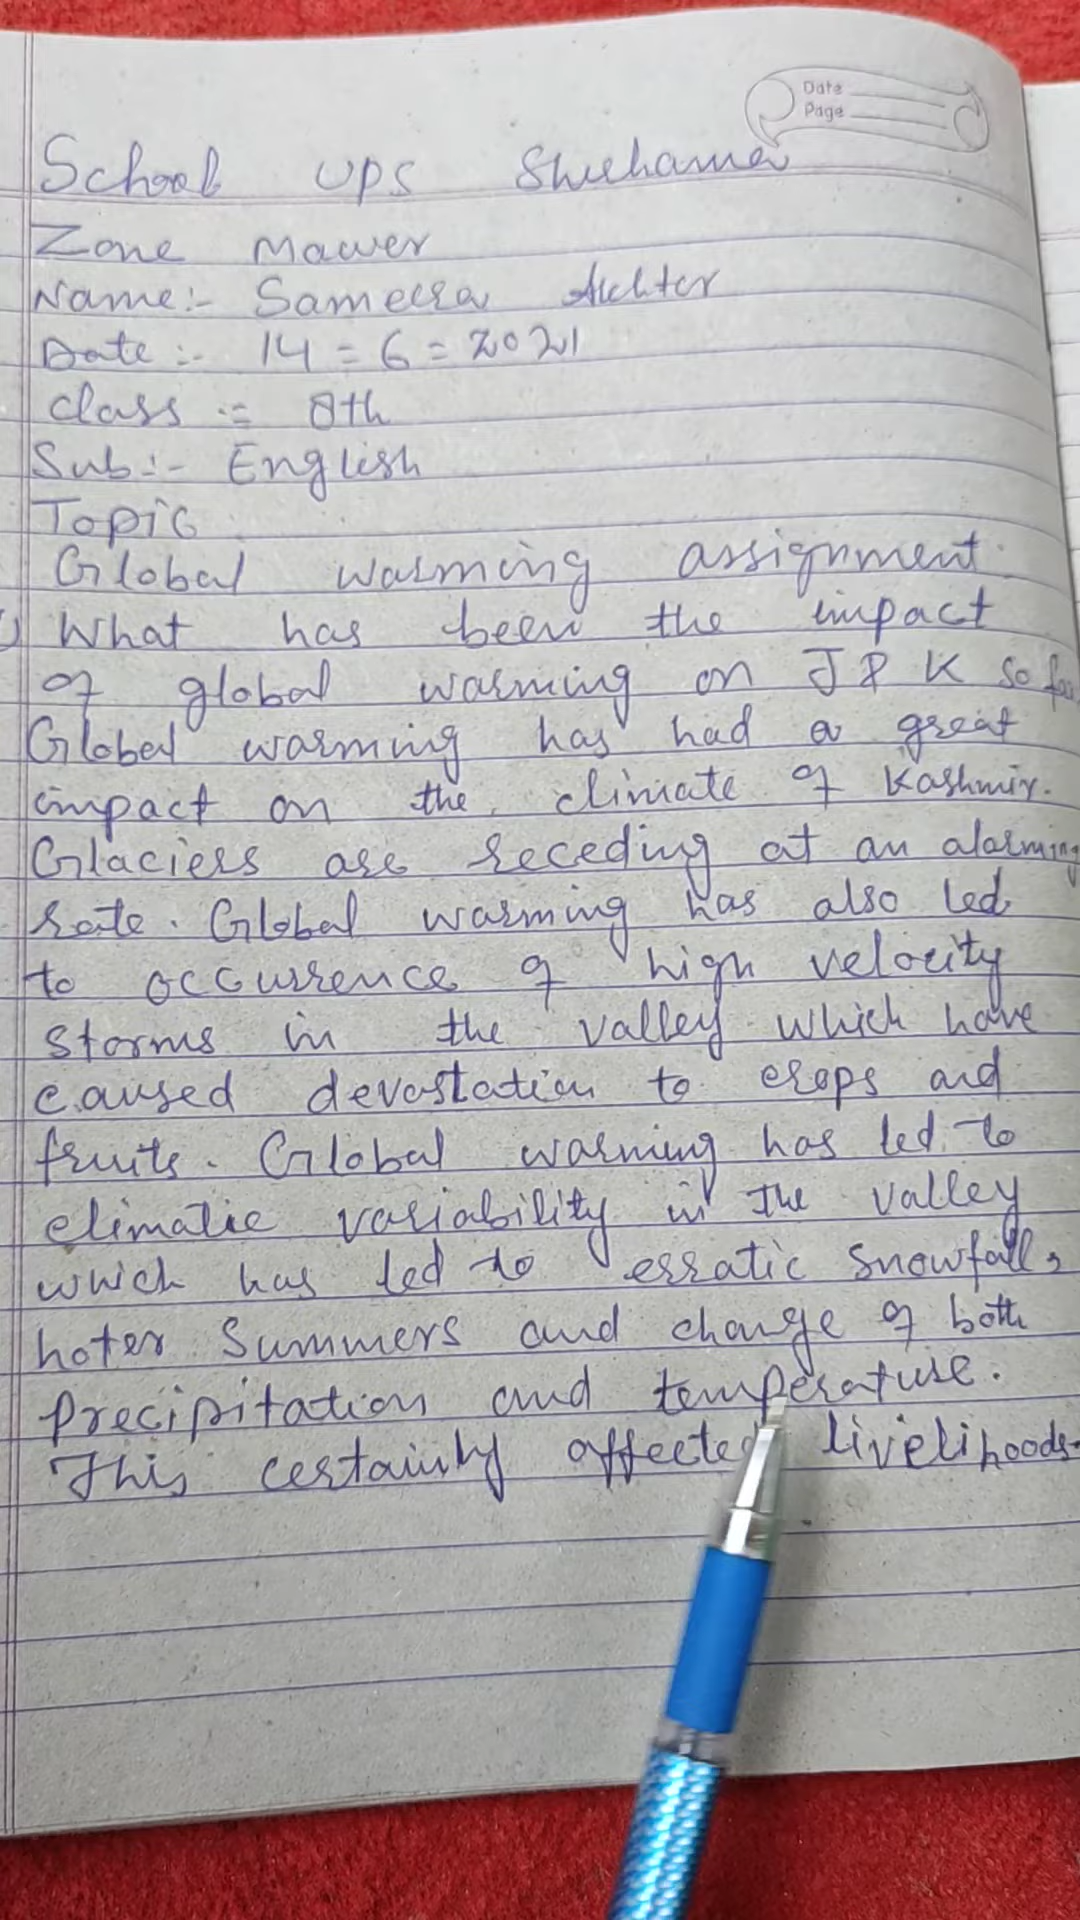 Date
Page
School UPS Shehama
Zone Mawer
Name:- Sameera Akhter
Date :- 14 = 6 = 2021
class := 8th
Sub:- English
Topic
Global warming assignment.
What has been the impact
of global warming on J & K so far
Global warming has had a great
impact on the climate of Kashmir.
Glaciers are receding at an alarming
rate. Global warming has also led
to occurrence of high velocity
storms in the valley which have
caused devastation to crops and
fruits. Global warming has led to
climatic variability in the valley
which has led to erratic snowfall,
hoter Summers and change of both
Precipitation and temperature.
This certainly affected livelihoods.